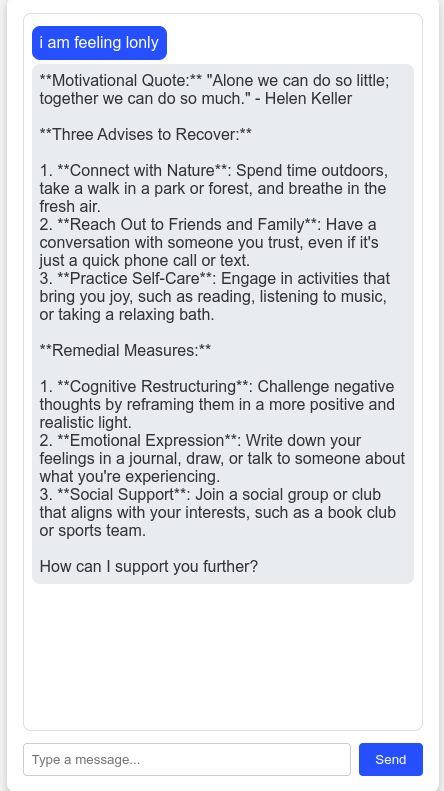 i am feeling lonly
**Motivational Quote:** "Alone we can do so little;
together we can do so much." - Helen Keller
**Three Advises to Recover:**
1. **Connect with Nature**: Spend time outdoors,
take a walk in a park or forest, and breathe in the
fresh air.
2. **Reach Out to Friends and Family**: Have a
conversation with someone you trust, even if it's
just a quick phone call or text.
3. **Practice Self-Care**: Engage in activities that
bring you joy, such as reading, listening to music,
or taking a relaxing bath.
**Remedial Measures:**
1. **Cognitive Restructuring**: Challenge negative
thoughts by reframing them in a more positive and
realistic light.
2. **Emotional Expression**: Write down your
feelings in a journal, draw, or talk to someone about
what you're experiencing.
3. **Social Support**: Join a social group or club
that aligns with your interests, such as a book club
or sports team.
How can I support you further?
Type a message...
Send